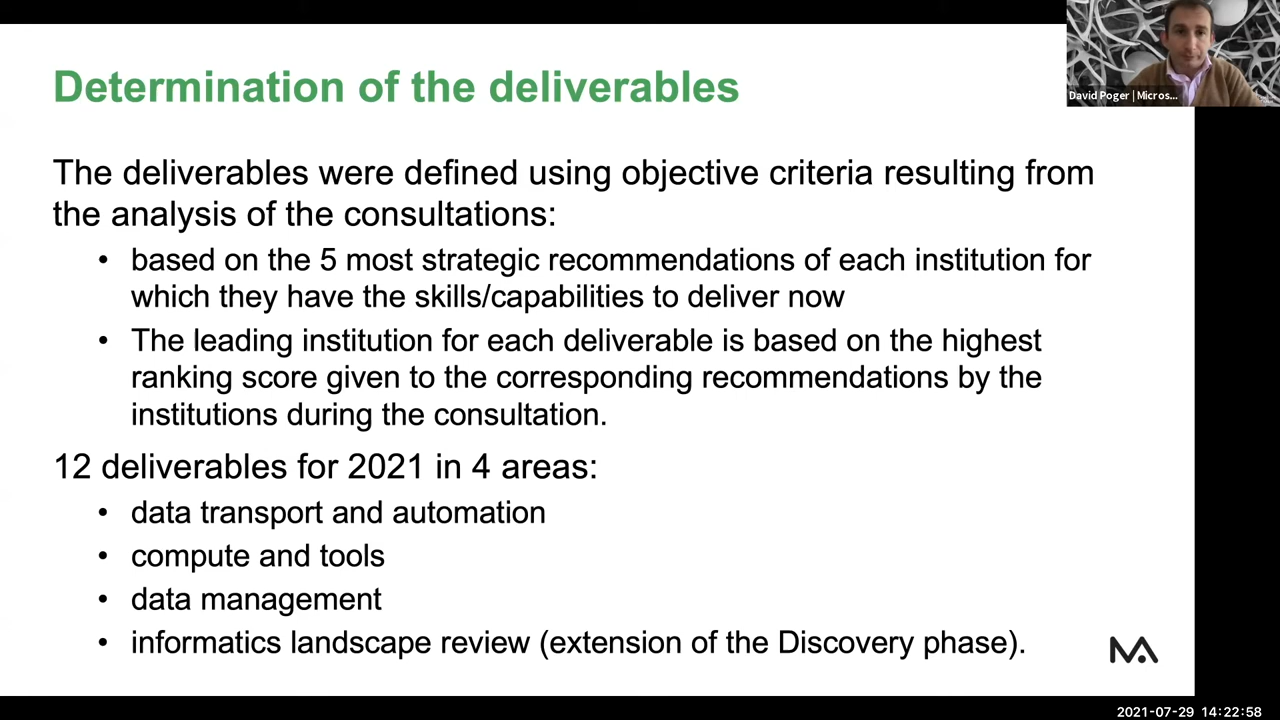 Determination of the deliverables
David Poger | Micros...
The deliverables were defined using objective criteria resulting from
the analysis of the consultations:
• based on the 5 most strategic recommendations of each institution for
which they have the skills/capabilities to deliver now
• The leading institution for each deliverable is based on the highest
ranking score given to the corresponding recommendations by the
institutions during the consultation.
12 deliverables for 2021 in 4 areas:
• data transport and automation
• compute and tools
• data management
• informatics landscape review (extension of the Discovery phase).
MA
2021-07-29 14:22:58